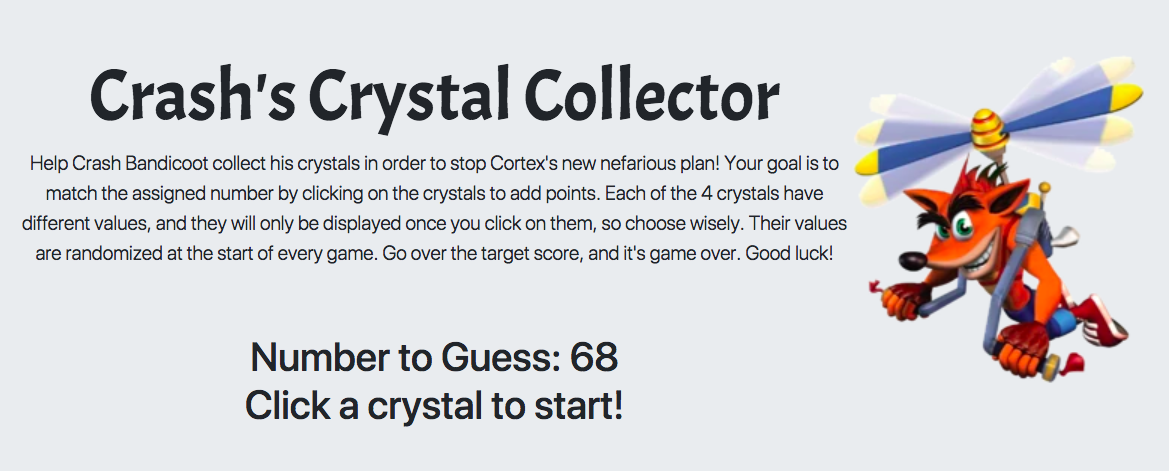 Crash's Crystal Collector
Help Crash Bandicoot collect his crystals in order to stop Cortex's new nefarious plan! Your goal is to
match the assigned number by clicking on the crystals to add points. Each of the 4 crystals have
different values, and they will only be displayed once you click on them, so choose wisely. Their values
are randomized at the start of every game. Go over the target score, and it's game over. Good luck!
Number to Guess: 68
Click a crystal to start!